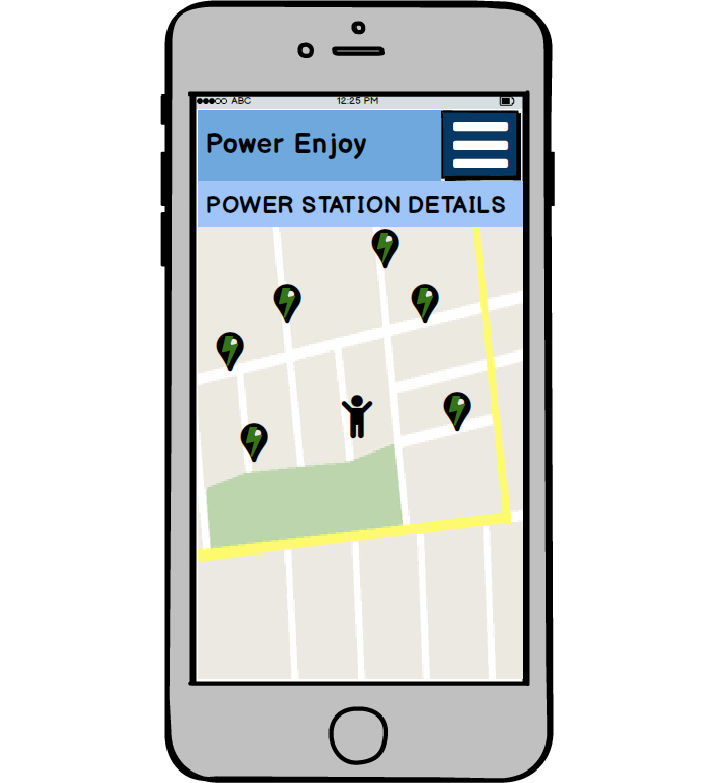 ABC 12:25 PM
Power Enjoy
POWER STATION DETAILS